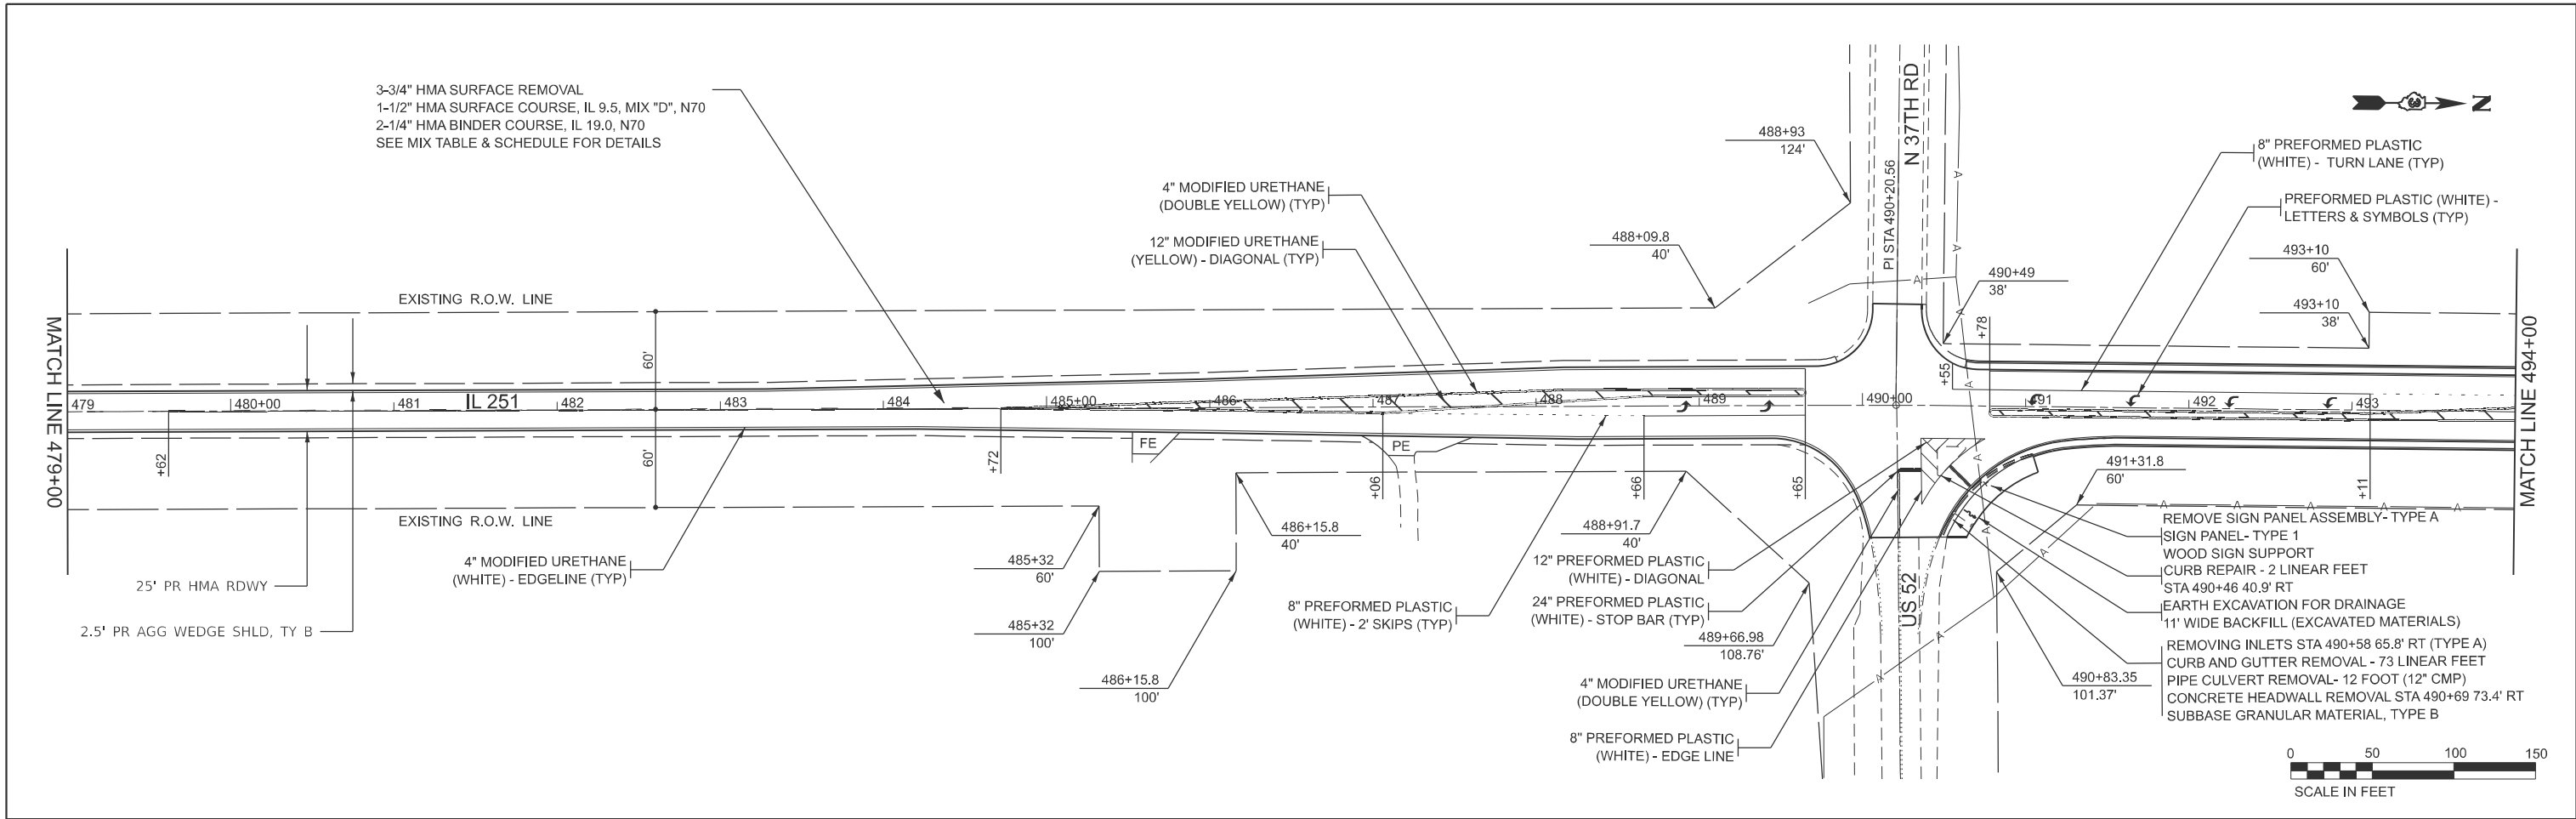 3-3/4" HMA SURFACE REMOVAL
1-1/2" HMA SURFACE COURSE, IL 9.5, MIX "D", N70
2-1/4" HMA BINDER COURSE, IL 19.0, N70
SEE MIX TABLE & SCHEDULE FOR DETAILS
4" MODIFIED URETHANE
(DOUBLE YELLOW) (TYP)
12" MODIFIED URETHANE
(YELLOW) - DIAGONAL (TYP)
488+93
124'
488+09.8
40'
N 37TH RD
PI STA 490+20.56
3
N
8" PREFORMED PLASTIC
(WHITE) - TURN LANE (TYP)
PREFORMED PLASTIC (WHITE) -
LETTERS & SYMBOLS (TYP)
493+10
60'
493+10
38'
490+49
38'
A
A
A
A
A
A
A
MATCH LINE 479+00
EXISTING R.O.W. LINE
60'
60'
479
480+00
481
IL 251
482
483
484
485+00
486
487
488
489
490+00
491
492
493
+62
+72
+06
+66
+65
+55
+78
+11
FE
PE
MATCH LINE 494+00
EXISTING R.O.W. LINE
25' PR HMA RDWY
2.5' PR AGG WEDGE SHLD, TY B
4" MODIFIED URETHANE
(WHITE) - EDGELINE (TYP)
485+32
60'
485+32
100'
486+15.8
40'
486+15.8
100'
8" PREFORMED PLASTIC
(WHITE) - 2' SKIPS (TYP)
488+91.7
40'
12" PREFORMED PLASTIC
(WHITE) - DIAGONAL
24" PREFORMED PLASTIC
(WHITE) - STOP BAR (TYP)
489+66.98
108.76'
4" MODIFIED URETHANE
(DOUBLE YELLOW) (TYP)
8" PREFORMED PLASTIC
(WHITE) - EDGE LINE
US 52
A
A
A
A
A
A
A
A
A
A
491+31.8
60'
490+83.35
101.37'
REMOVE SIGN PANEL ASSEMBLY- TYPE A
SIGN PANEL- TYPE 1
WOOD SIGN SUPPORT
CURB REPAIR - 2 LINEAR FEET
STA 490+46 40.9' RT
EARTH EXCAVATION FOR DRAINAGE
11' WIDE BACKFILL (EXCAVATED MATERIALS)
REMOVING INLETS STA 490+58 65.8' RT (TYPE A)
CURB AND GUTTER REMOVAL - 73 LINEAR FEET
PIPE CULVERT REMOVAL- 12 FOOT (12" CMP)
CONCRETE HEADWALL REMOVAL STA 490+69 73.4' RT
SUBBASE GRANULAR MATERIAL, TYPE B
0 50 100 150
SCALE IN FEET